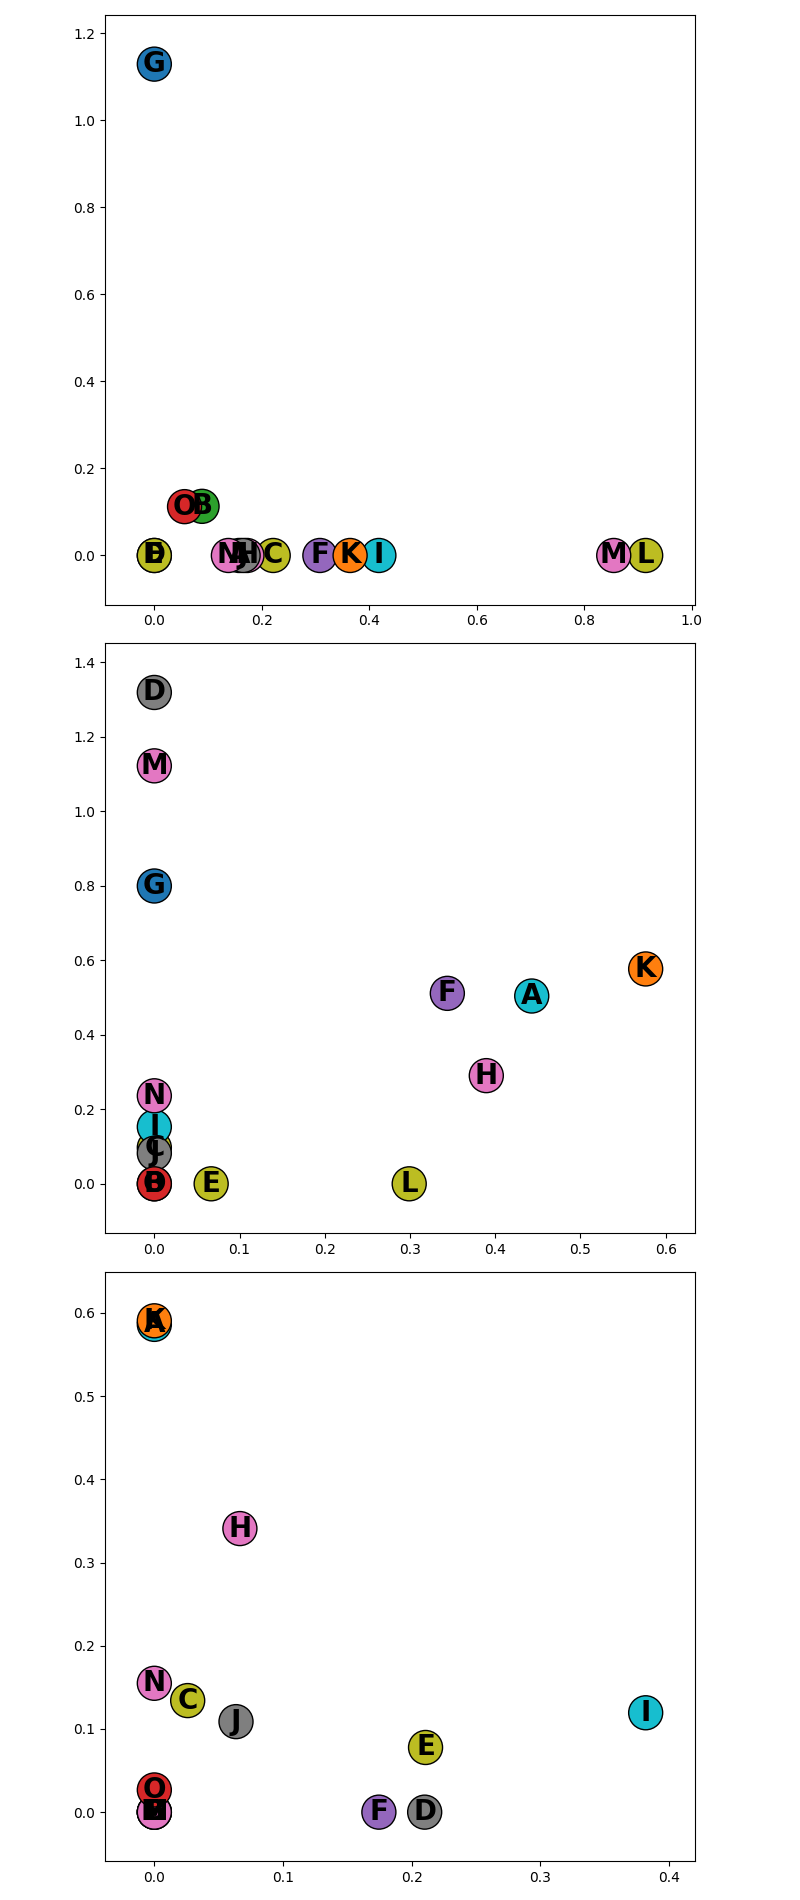 1.2
G
1.0
0.8
0.6
0.4
0.2
O B
0.0 N J H C F K I M L
0.0 0.2 0.4 0.6 0.8 1.0
1.4
D
1.2
M
1.0
0.8 G
0.6 K
F A
0.4
H
0.2 N
I
C
J
0.0 E L
0.0 0.1 0.2 0.3 0.4 0.5 0.6
0.6 K A
0.5
0.4
H
0.3
0.2
N
C
J I
0.1
E
O
0.0 F D
0.0 0.1 0.2 0.3 0.4